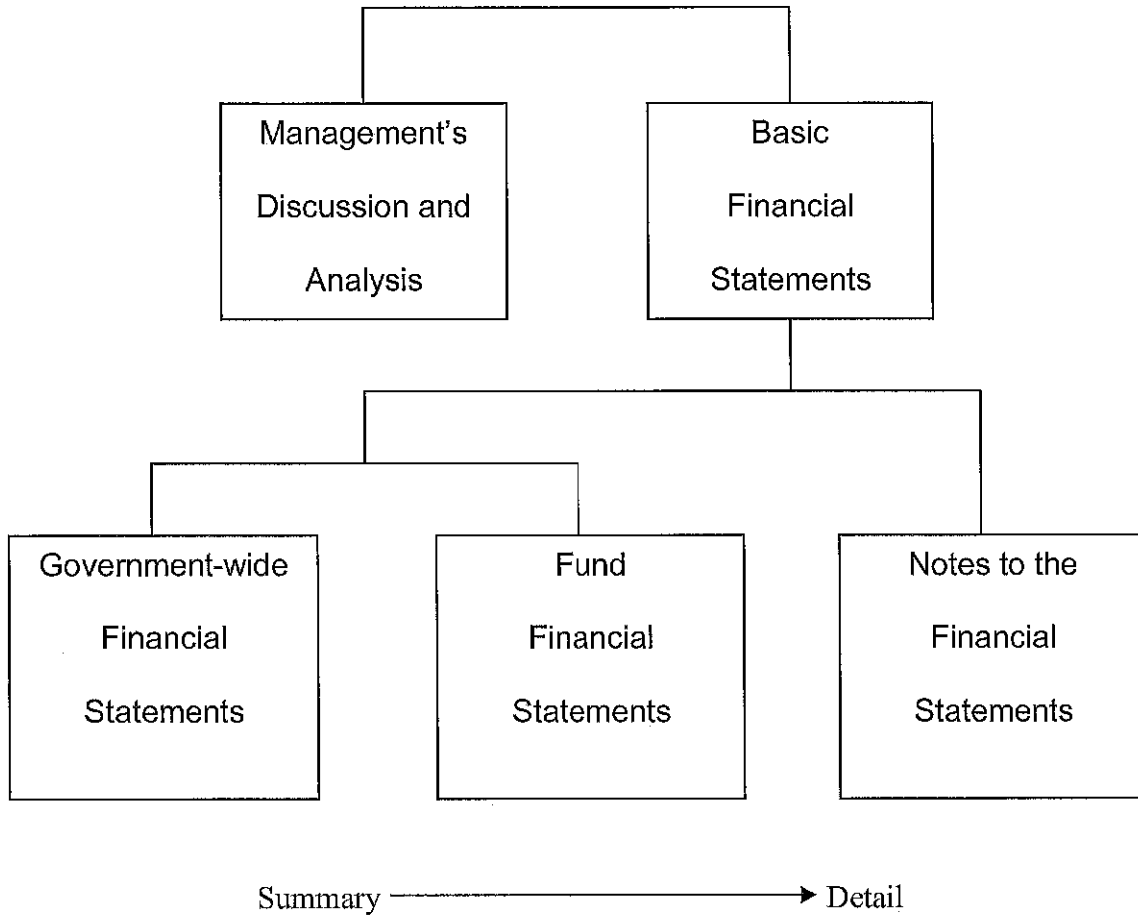 Management's
Discussion and
Analysis
Basic
Financial
Statements
Government-wide
Financial
Statements
Fund
Financial
Statements
Notes to the
Financial
Statements
Summary
Detail